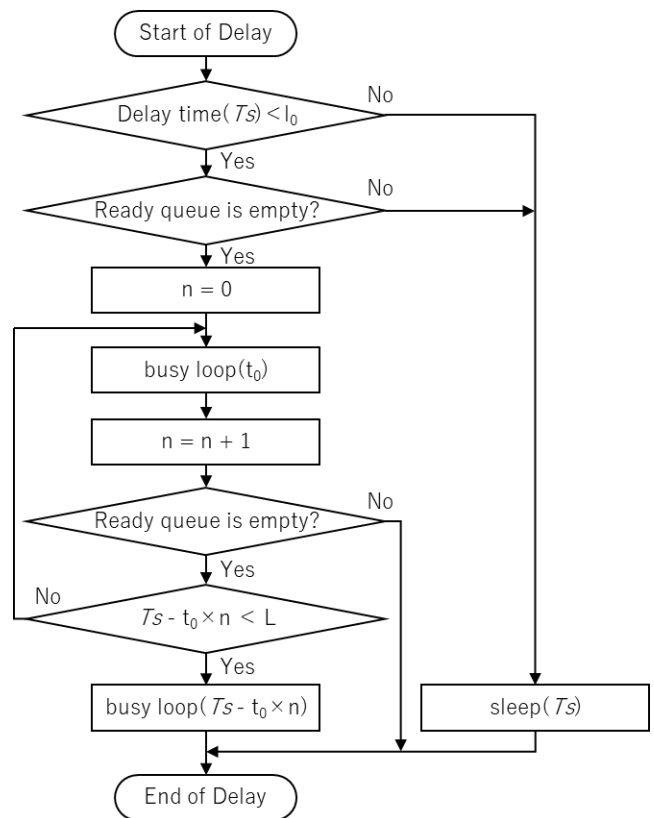 Start of Delay
No
Delay time(Ts)<l₀
Yes
No
Ready queue is empty?
Yes
n = 0
busy loop(t₀)
n = n + 1
No
Ready queue is empty?
Yes
No
Ts - t₀×n < L
Yes
busy loop(Ts - t₀×n)
sleep(Ts)
End of Delay